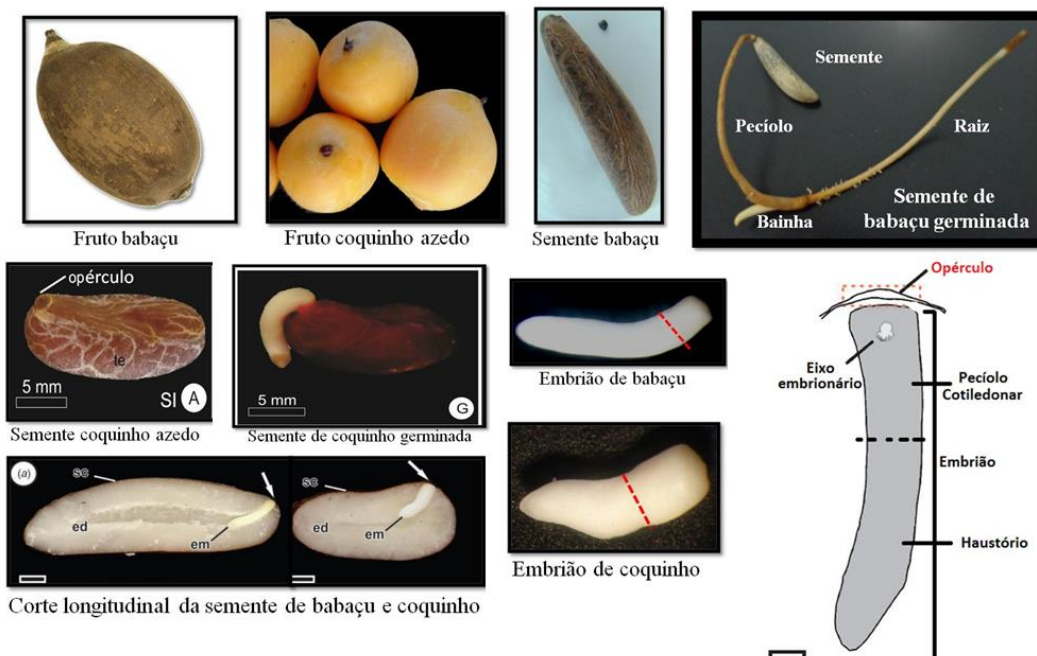 Fruto babaçu
Fruto coquinho azedo
Semente babaçu
Semente
Pecíolo
Raiz
Bainha
Semente de
babaçu germinada
opérculo
te
5 mm
SI
A
Semente coquinho azedo
5 mm
G
Semente de coquinho germinada
Embrião de babaçu
Opérculo
Eixo
embrionário
Pecíolo
Cotiledonar
Embrião
Haustório
(a)
sc
ed
em
sc
ed
em
Corte longitudinal da semente de babaçu e coquinho
Embrião de coquinho